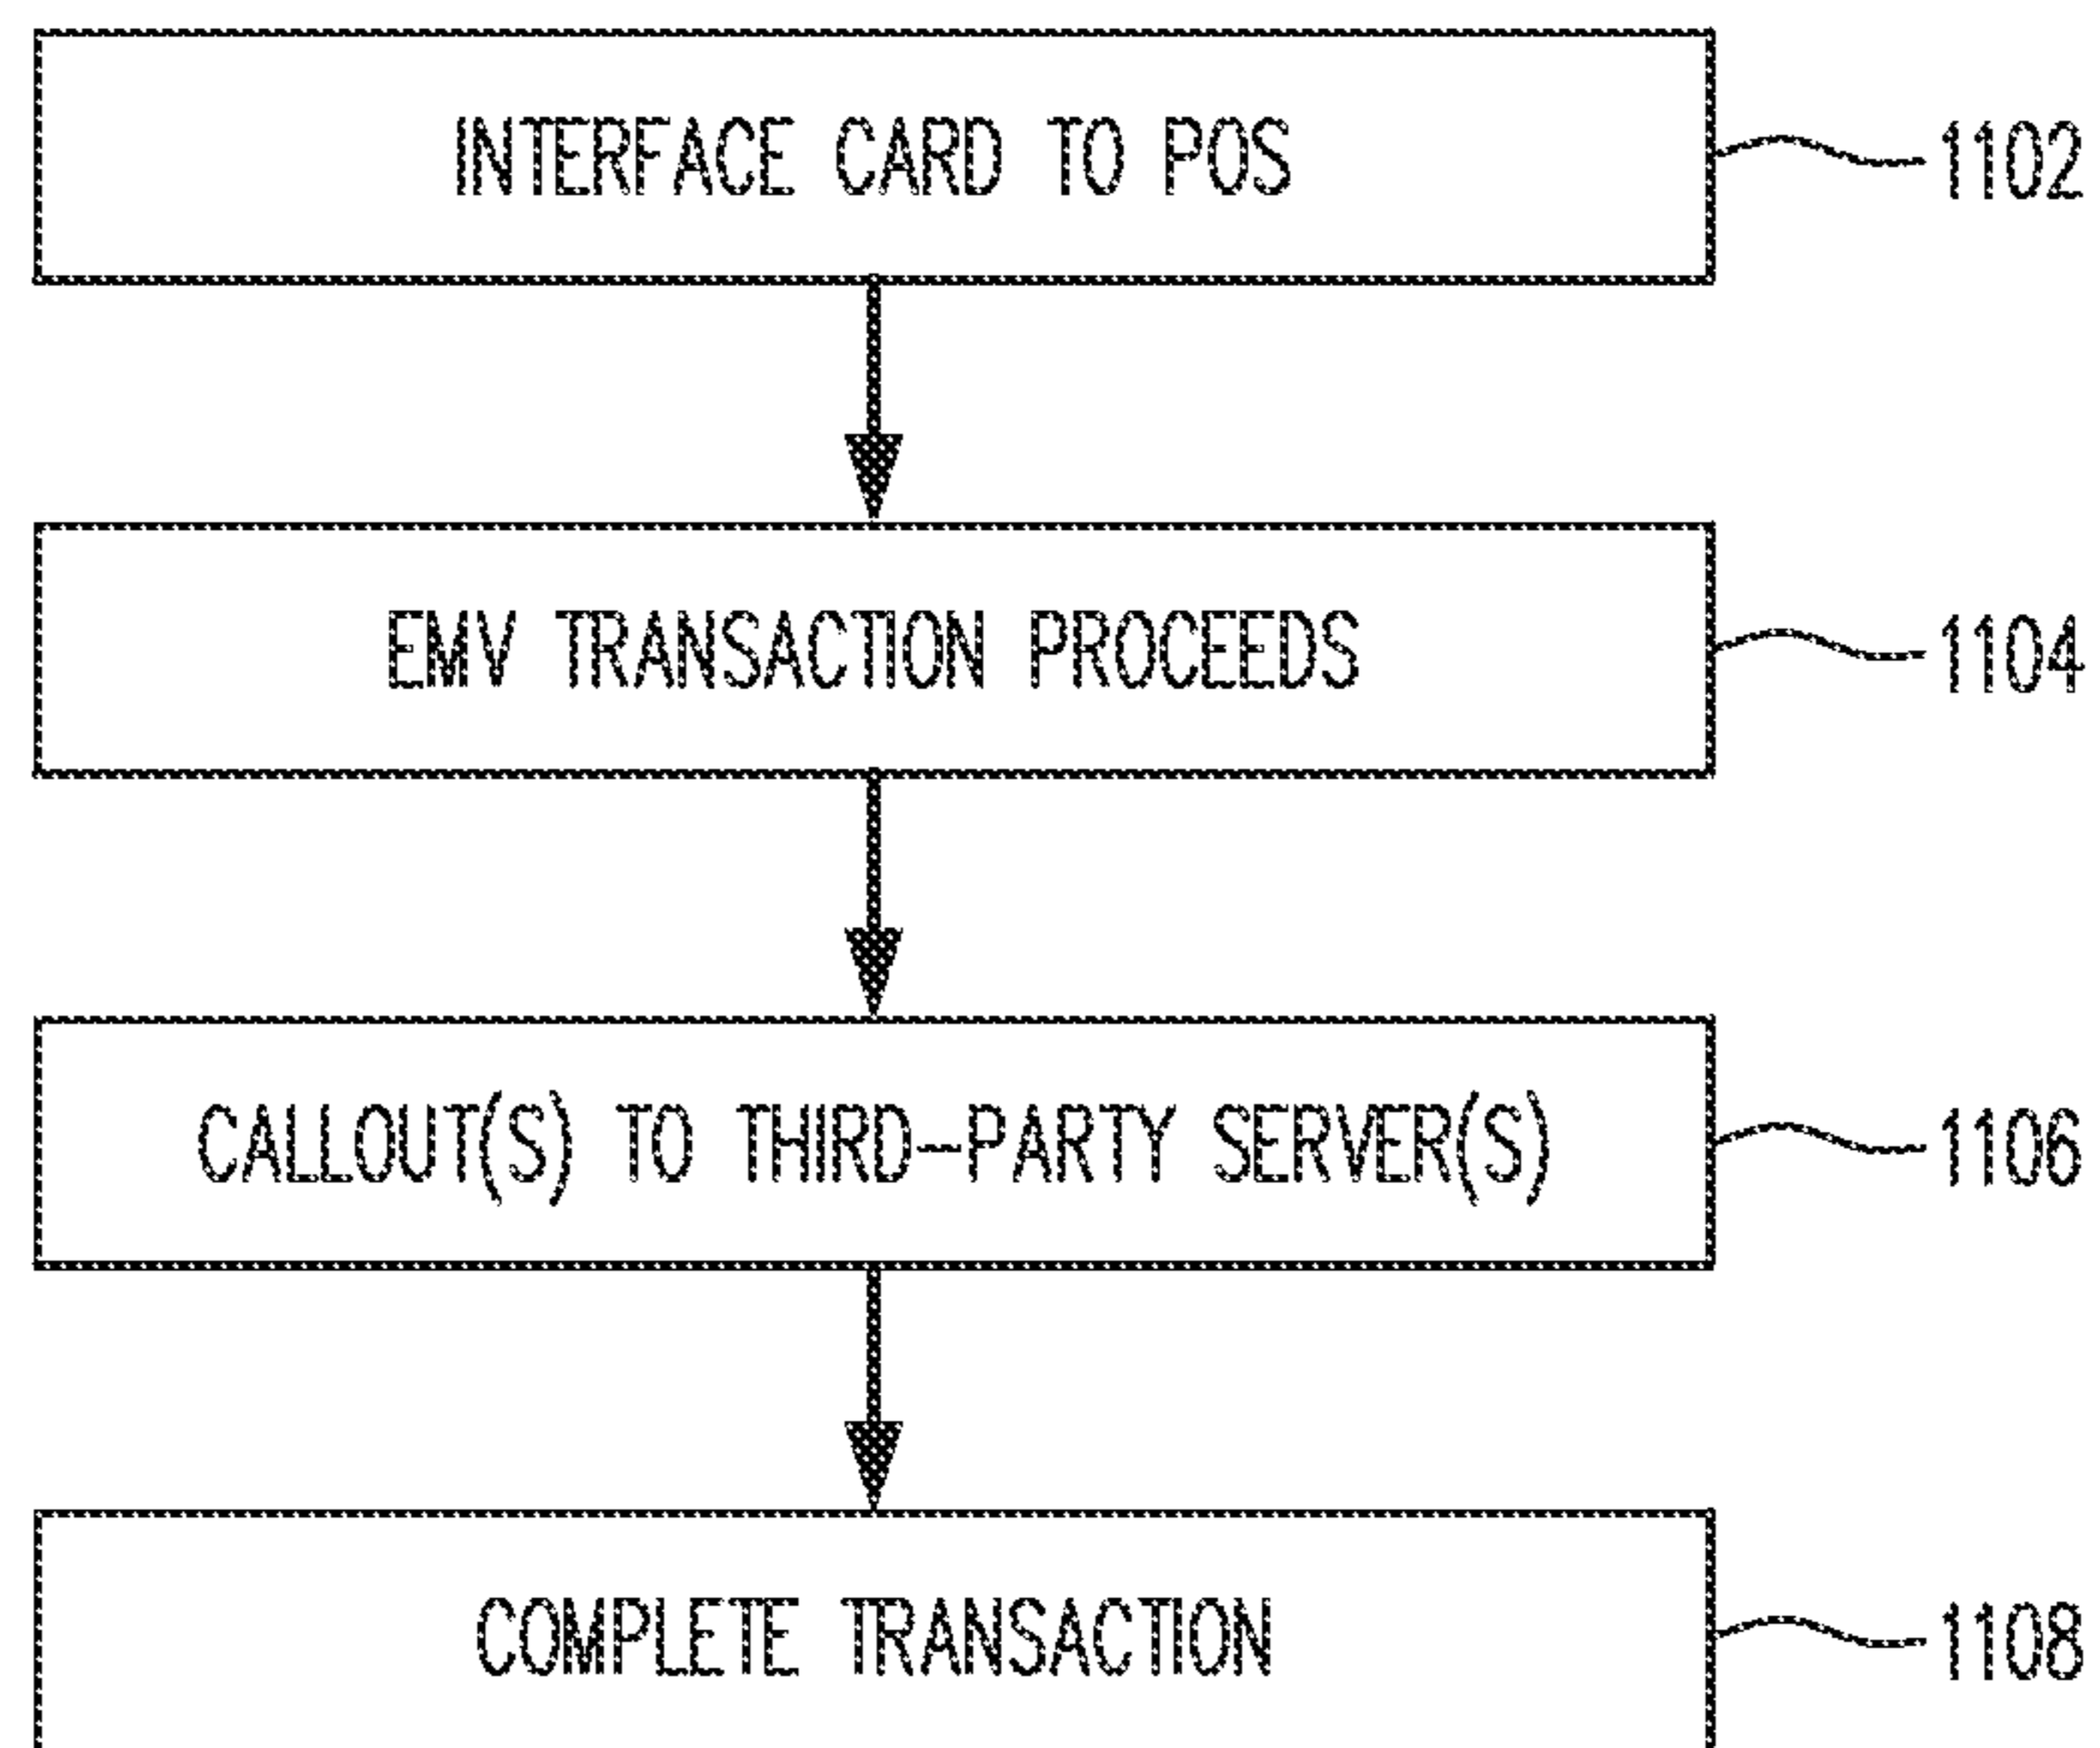 INTERFACE CARD TO POS
1102
EMV TRANSACTION PROCEEDS
1104
CALLOUT(S) TO THIRD-PARTY SERVER(S)
1106
COMPLETE TRANSACTION
1108